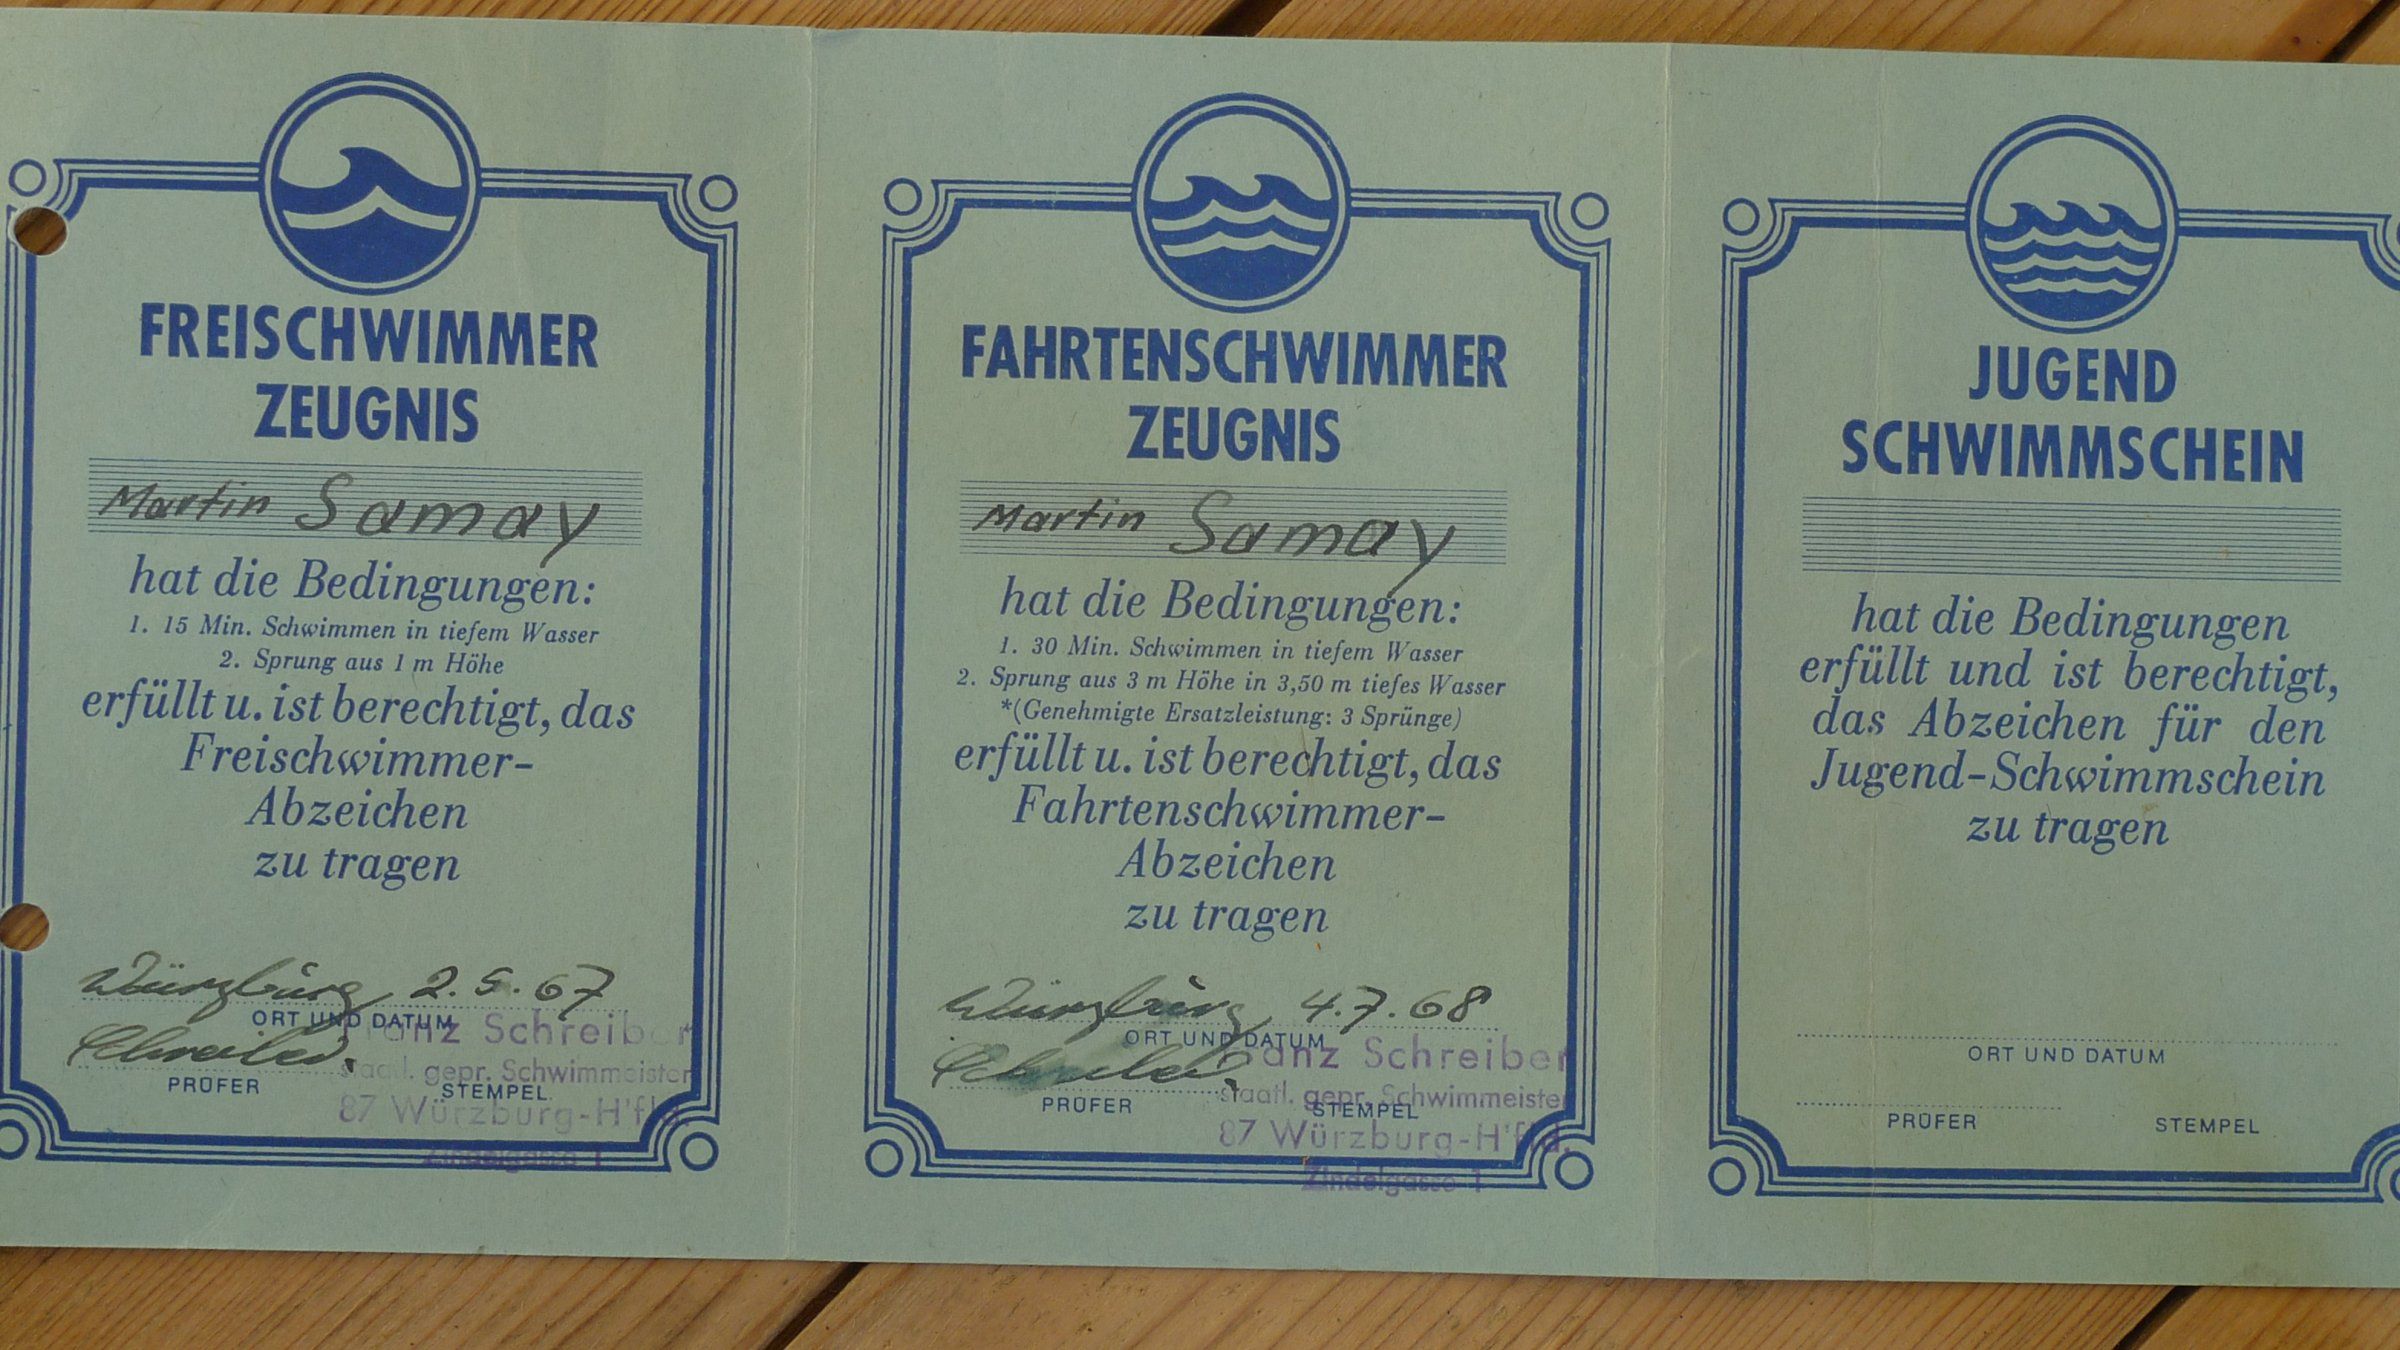 FREISCHWIMMER
ZEUGNIS
Martin Samay
hat die Bedingungen:
1. 15 Min. Schwimmen in tiefem Wasser
2. Sprung aus 1 m Höhe
erfüllt u. ist berechtigt, das
Freischwimmer-
Abzeichen
zu tragen
Würzburg 2.5.67
ORT UND DATUM
Schreiber
PRÜFER
STEMPEL
Franz Schreiber
staatl. gepr. Schwimmeister
87 Würzburg-H'fld.
Zindelgasse 1
FAHRTENSCHWIMMER
ZEUGNIS
Martin Samay
hat die Bedingungen:
1. 30 Min. Schwimmen in tiefem Wasser
2. Sprung aus 3 m Höhe in 3,50 m tiefes Wasser
*(Genehmigte Ersatzleistung: 3 Sprünge)
erfüllt u. ist berechtigt, das
Fahrtenschwimmer-
Abzeichen
zu tragen
Würzburg 4.7.68
ORT UND DATUM
Schreiber
PRÜFER
STEMPEL
Franz Schreiber
staatl. gepr. Schwimmeister
87 Würzburg-H'fld.
Zindelgasse 1
JUGEND
SCHWIMMSCHEIN
hat die Bedingungen
erfüllt und ist berechtigt,
das Abzeichen für den
Jugend-Schwimmschein
zu tragen
ORT UND DATUM
PRÜFER
STEMPEL